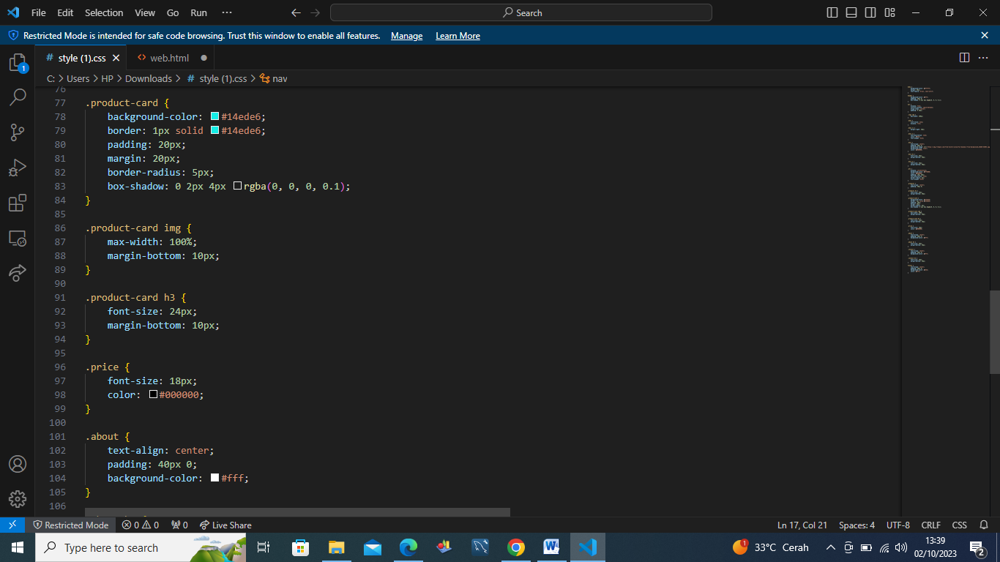 File Edit Selection View Go Run ··· Search
Restricted Mode is intended for safe code browsing. Trust this window to enable all features. Manage Learn More
1
# style (1).css web.html
C: > Users > HP > Downloads > # style (1).css > nav
76
77 .product-card {
78 background-color: #14ede6;
79 border: 1px solid #14ede6;
80 padding: 20px;
81 margin: 20px;
82 border-radius: 5px;
83 box-shadow: 0 2px 4px rgba(0, 0, 0, 0.1);
84 }
85
86 .product-card img {
87 max-width: 100%;
88 margin-bottom: 10px;
89 }
90
91 .product-card h3 {
92 font-size: 24px;
93 margin-bottom: 10px;
94 }
95
96 .price {
97 font-size: 18px;
98 color: #000000;
99 }
100
101 .about {
102 text-align: center;
103 padding: 40px 0;
104 background-color: #fff;
105 }
106
Restricted Mode 0 0 0 Live Share Ln 17, Col 21 Spaces: 4 UTF-8 CRLF CSS
Type here to search 1 33°C Cerah 13:39
02/10/2023 2